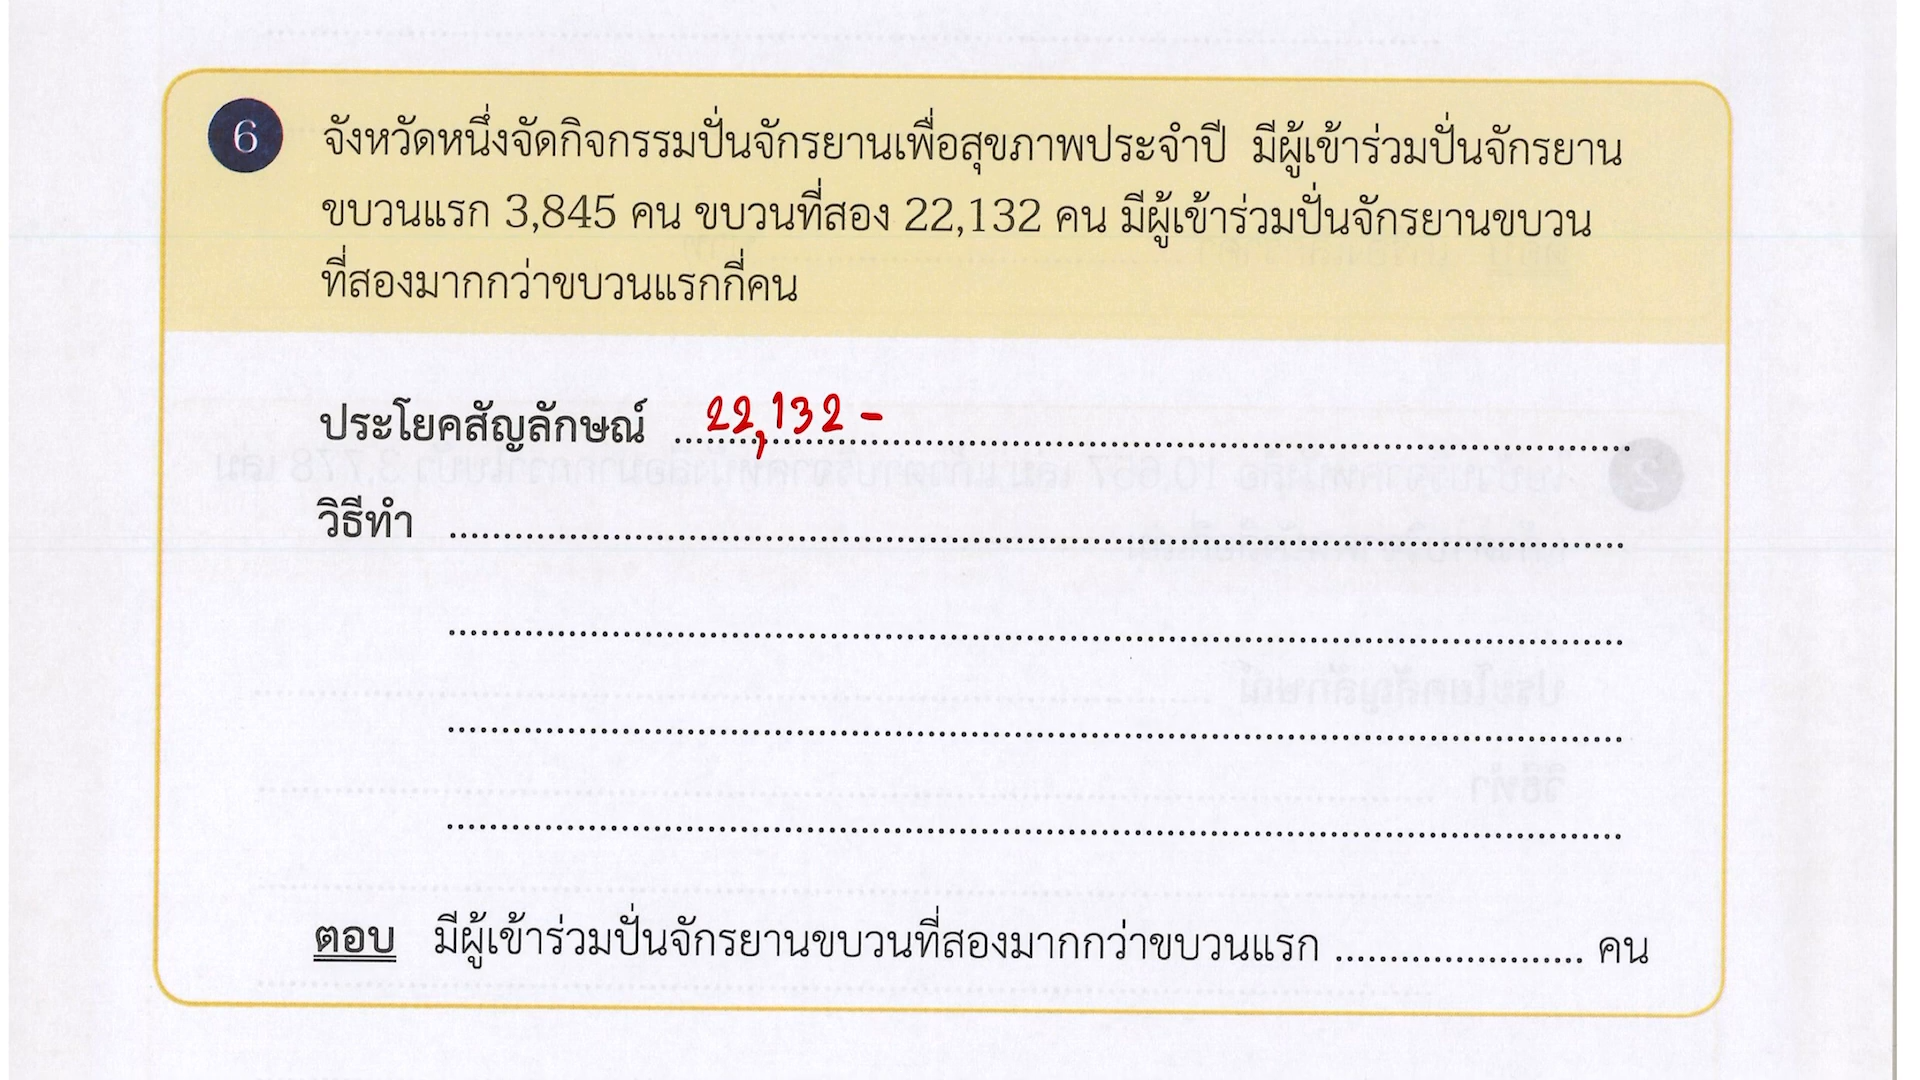 6 จังหวัดหนึ่งจัดกิจกรรมปั่นจักรยานเพื่อสุขภาพประจำปี มีผู้เข้าร่วมปั่นจักรยาน
ขบวนแรก 3,845 คน ขบวนที่สอง 22,132 คน มีผู้เข้าร่วมปั่นจักรยานขบวน
ที่สองมากกว่าขบวนแรกกี่คน
ประโยคสัญลักษณ์ 22,132 -
วิธีทำ
ตอบ มีผู้เข้าร่วมปั่นจักรยานขบวนที่สองมากกว่าขบวนแรก ........................ คน